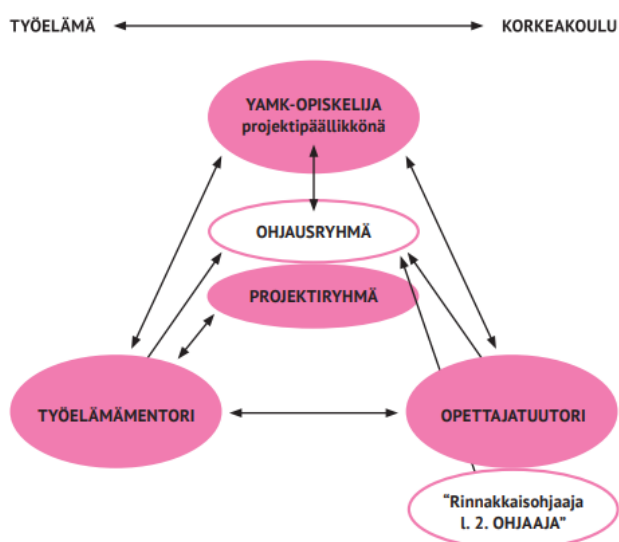 TYÖELÄMÄ
KORKEAKOULU
YAMK-OPISKELIJA
projektipäällikkönä
OHJAUSRYHMÄ
PROJEKTIRYHMÄ
TYÖELÄMÄMENTORI
OPETTAJATUUTORI
“Rinnakkaisohjaaja
l. 2. OHJAAJA”